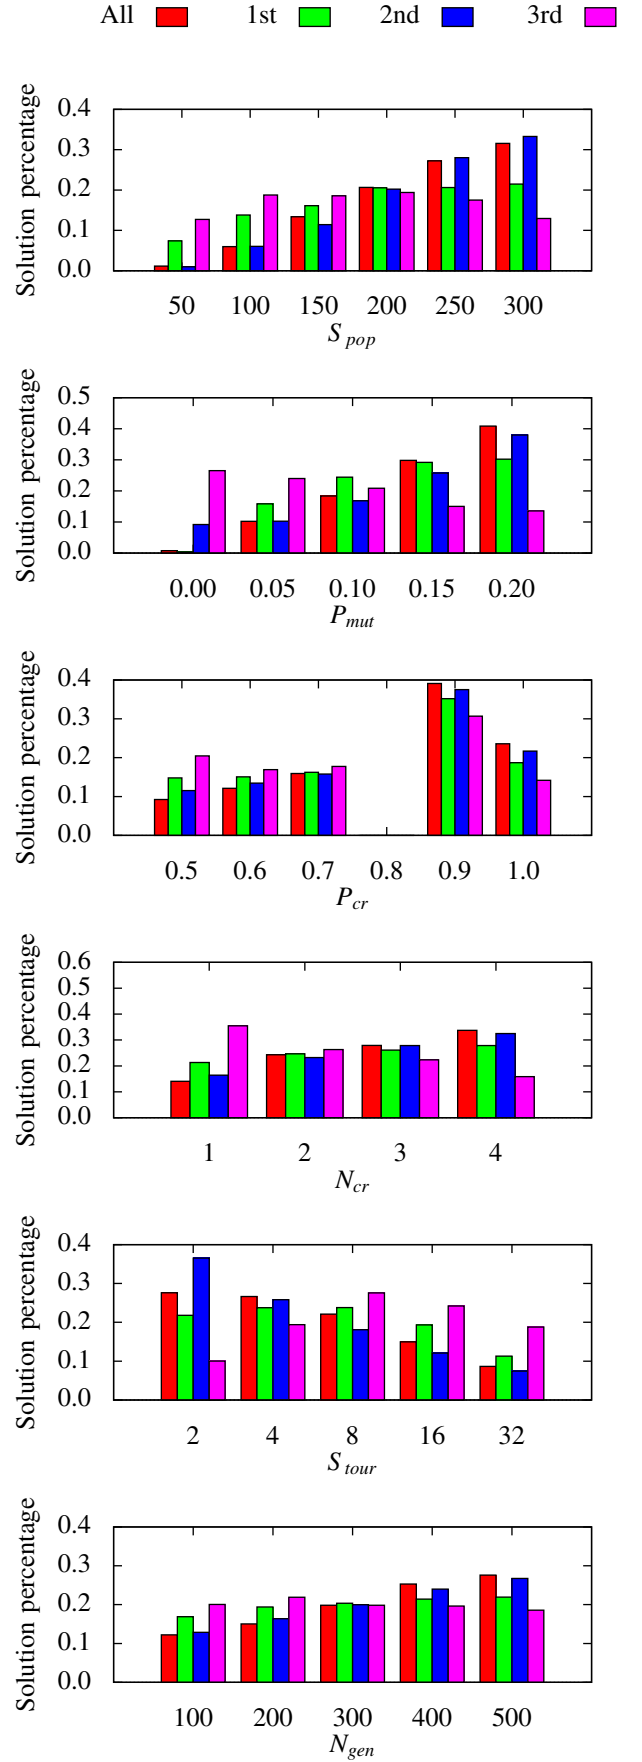 All 1st 2nd 3rd
Solution percentage
0.4
0.3
0.2
0.1
0.0
50 100 150 200 250 300
S pop
Solution percentage
0.5
0.4
0.3
0.2
0.1
0.0
0.00 0.05 0.10 0.15 0.20
P mut
Solution percentage
0.4
0.3
0.2
0.1
0.0
0.5 0.6 0.7 0.8 0.9 1.0
P cr
Solution percentage
0.6
0.5
0.4
0.3
0.2
0.1
0.0
1 2 3 4
N cr
Solution percentage
0.4
0.3
0.2
0.1
0.0
2 4 8 16 32
S tour
Solution percentage
0.4
0.3
0.2
0.1
0.0
100 200 300 400 500
N gen